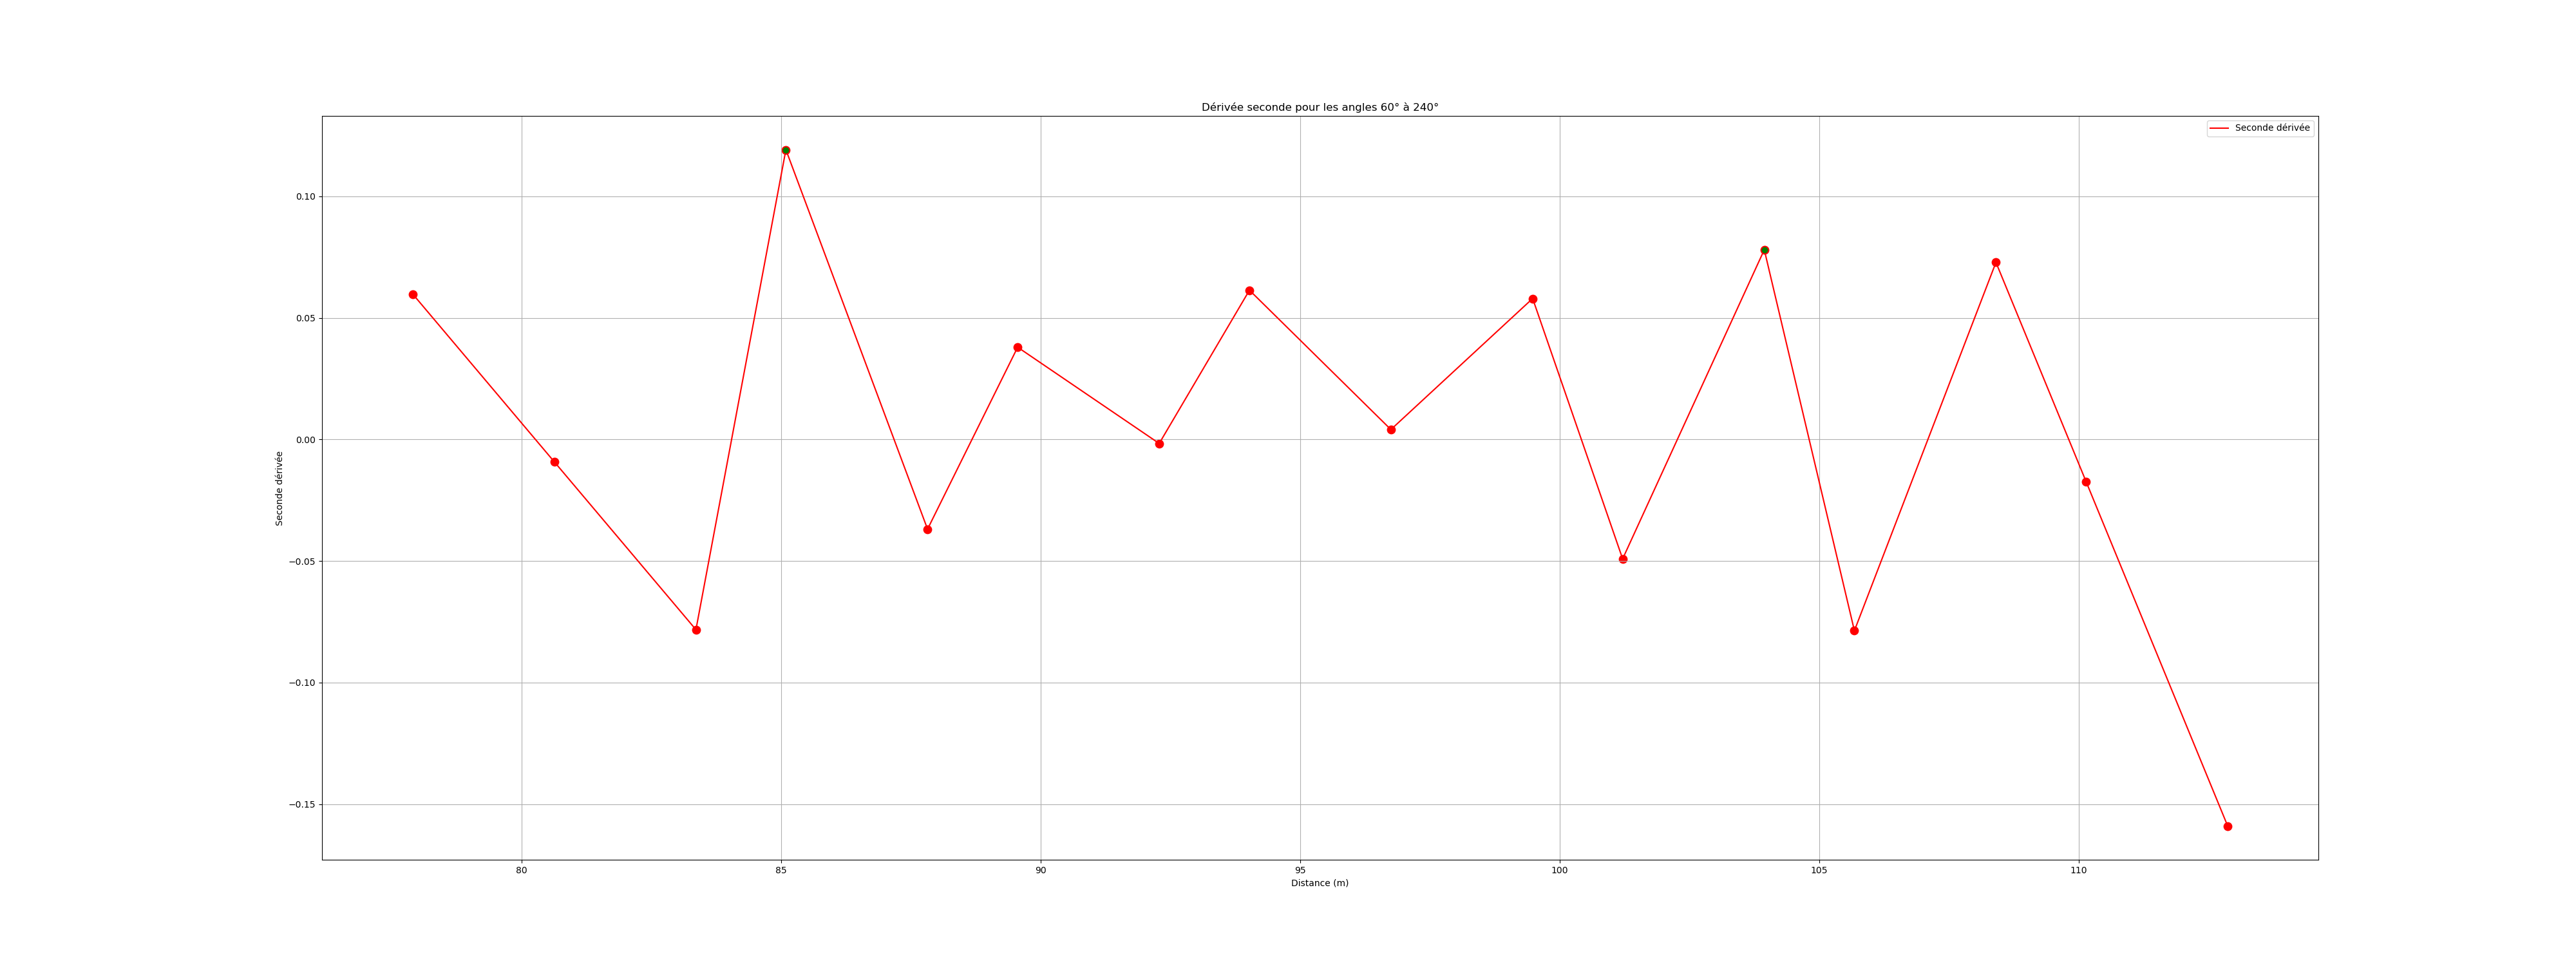 Dérivée seconde pour les angles 60° à 240°
Seconde dérivée
0.10
0.05
0.00
−0.05
−0.10
−0.15
Seconde dérivée
80 85 90 95 100 105 110
Distance (m)